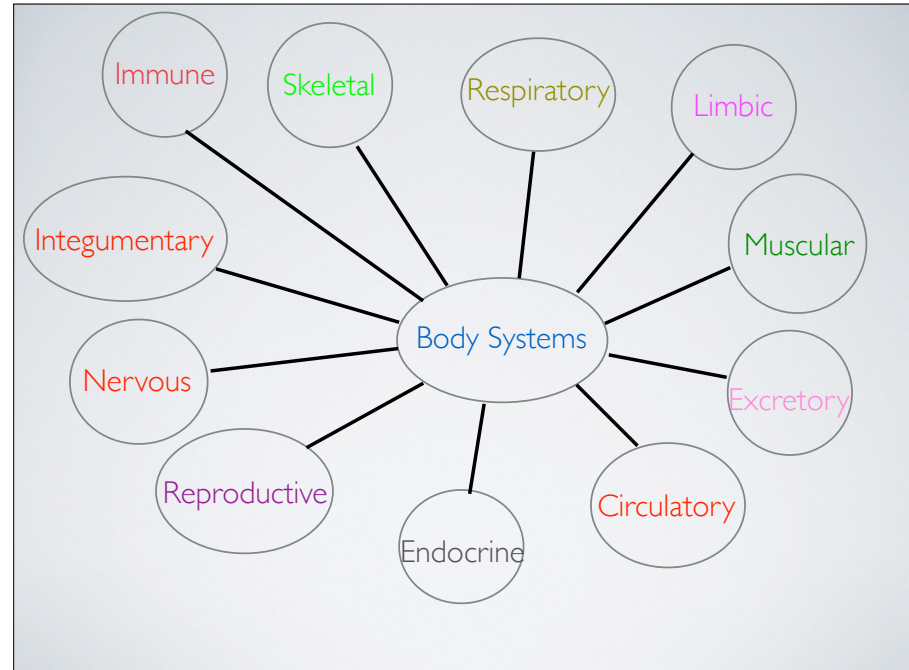 Immune
Skeletal
Respiratory
Limbic
Integumentary
Muscular
Body Systems
Nervous
Excretory
Reproductive
Circulatory
Endocrine